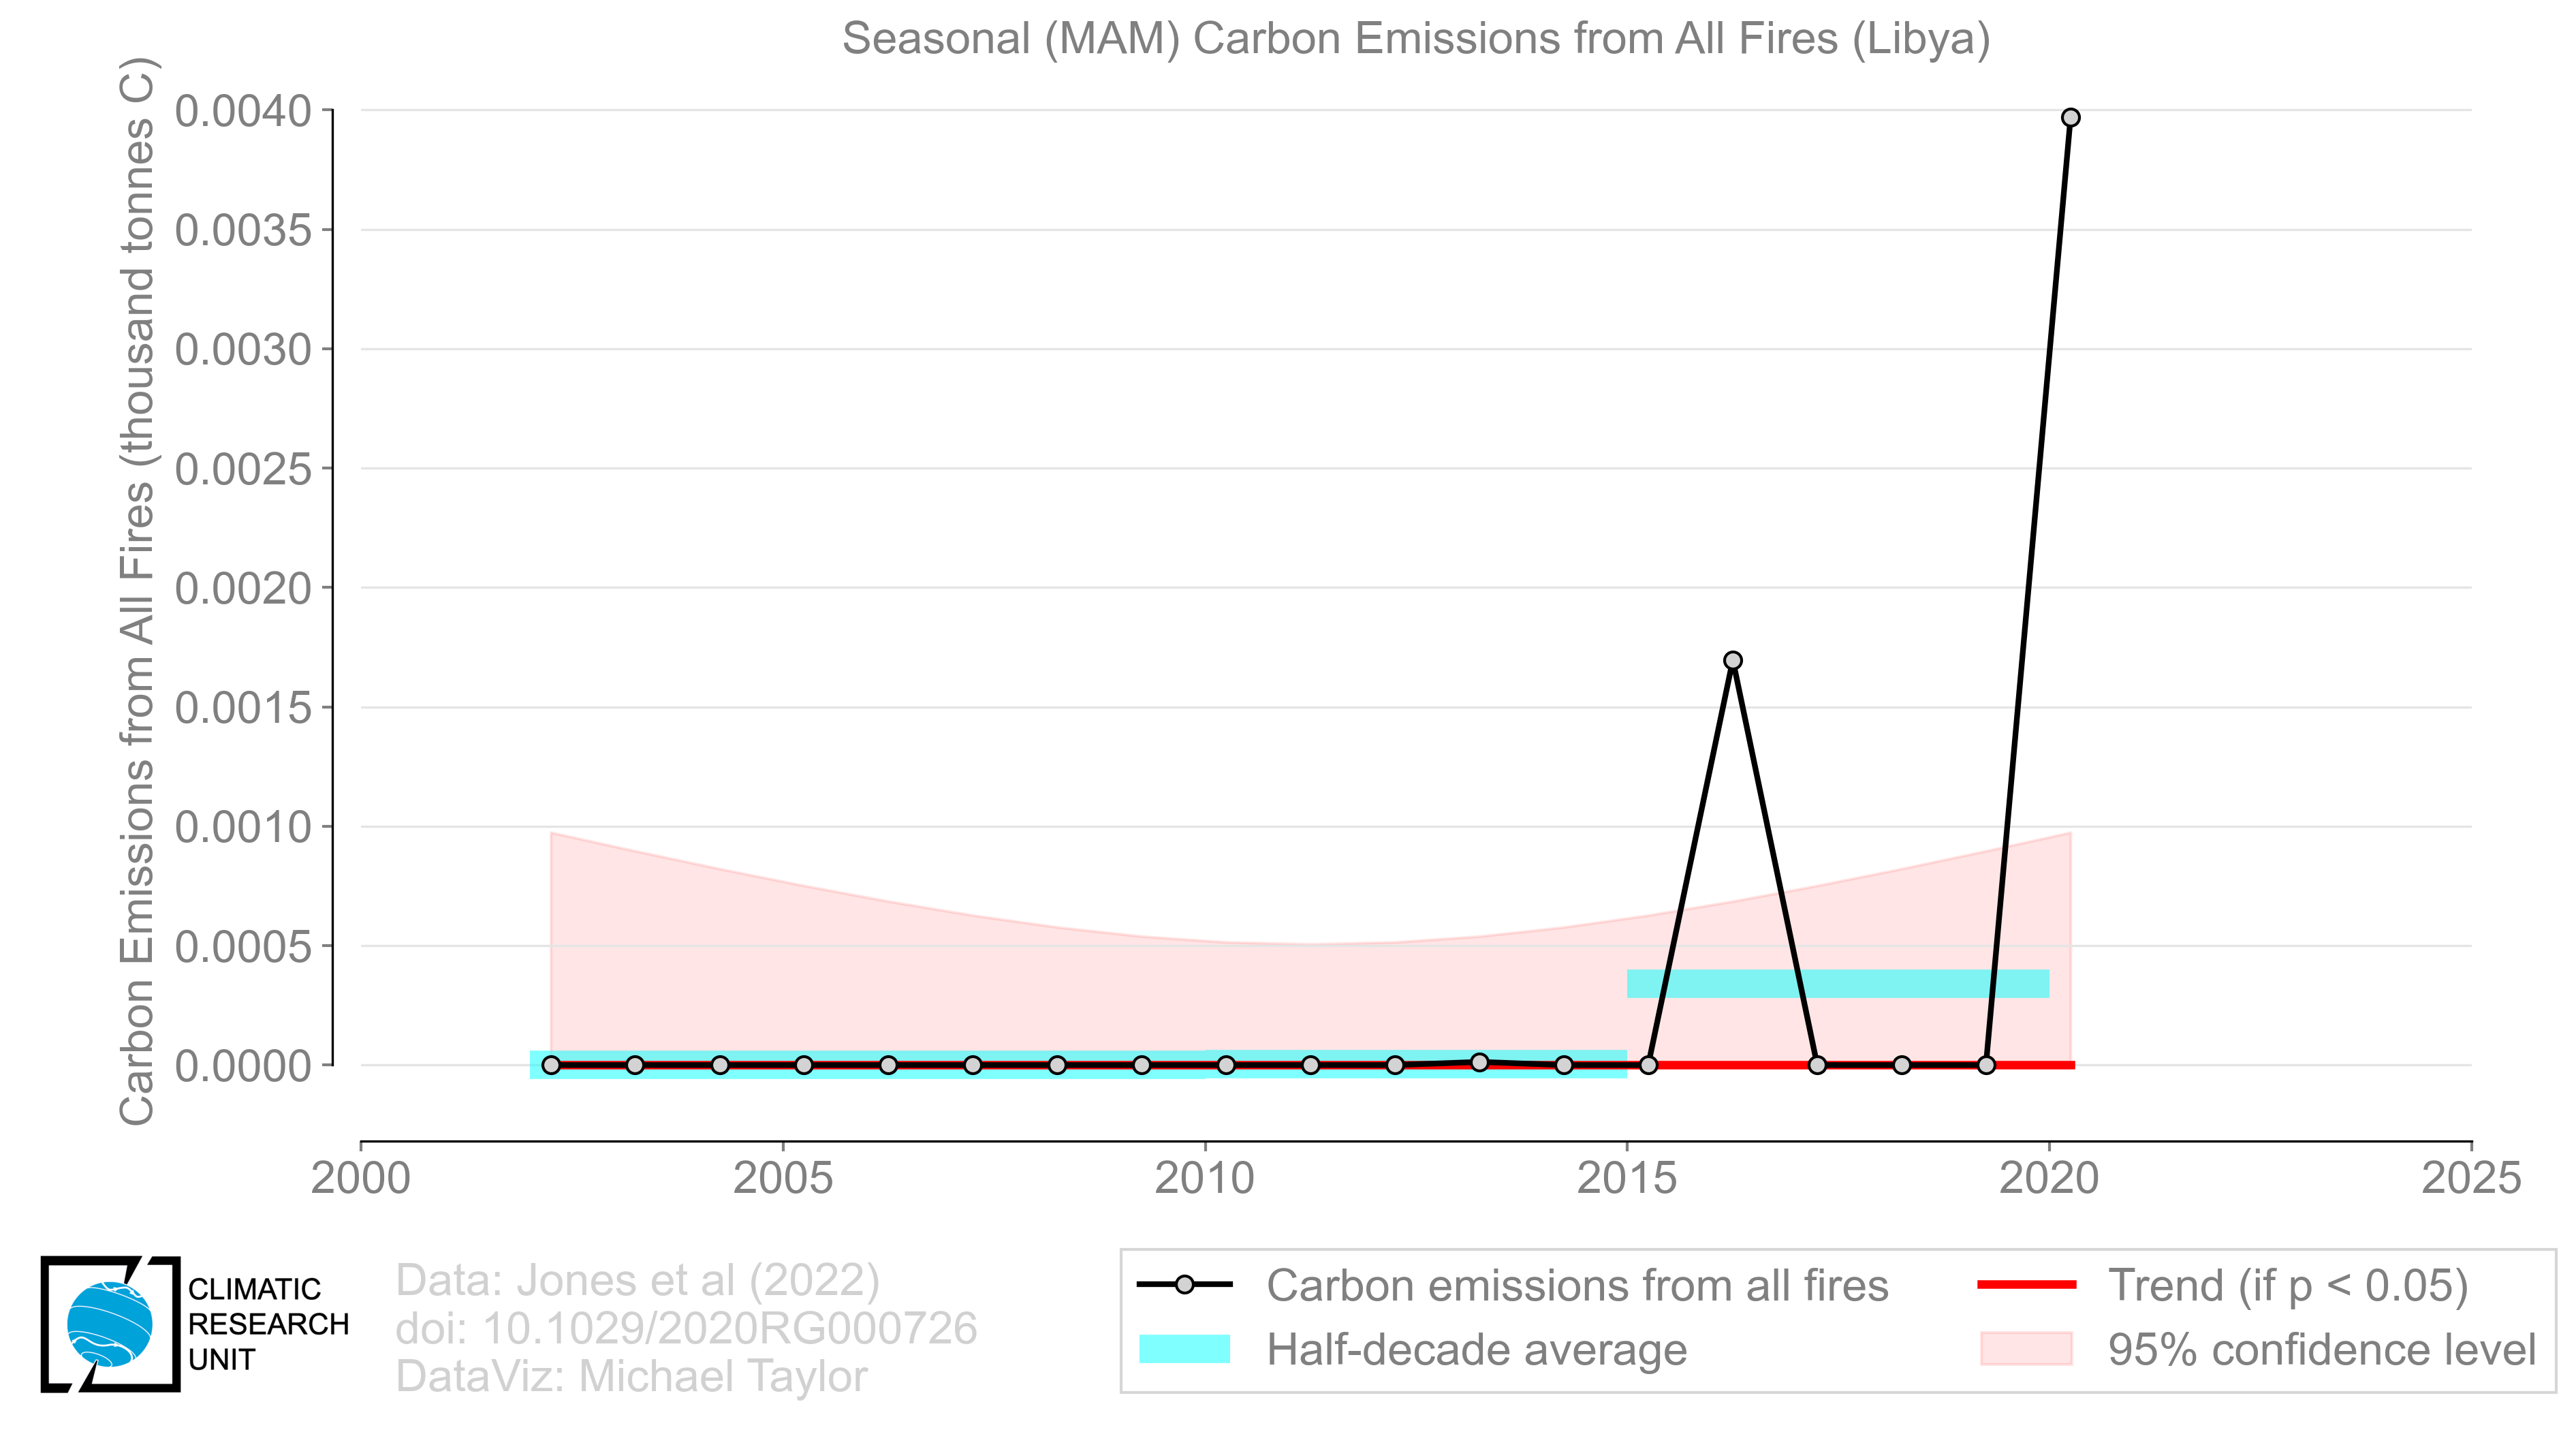 Seasonal (MAM) Carbon Emissions from All Fires (Libya)
Carbon Emissions from All Fires (thousand tonnes C)
0.0040
0.0035
0.0030
0.0025
0.0020
0.0015
0.0010
0.0005
0.0000
2000 2005 2010 2015 2020 2025
CLIMATIC
RESEARCH
UNIT
Data: Jones et al (2022)
doi: 10.1029/2020RG000726
DataViz: Michael Taylor
Carbon emissions from all fires
Half-decade average
Trend (if p < 0.05)
95% confidence level